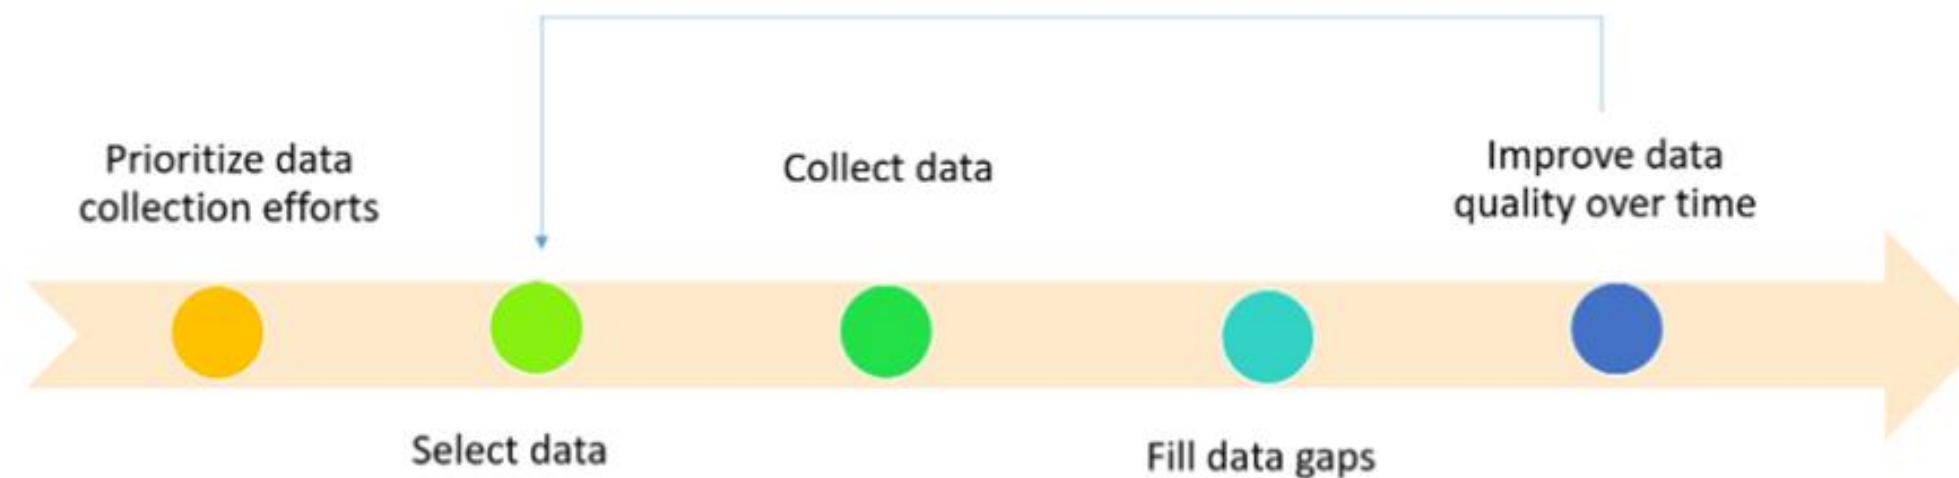 Prioritize data
collection efforts
Select data
Collect data
Fill data gaps
Improve data
quality over time